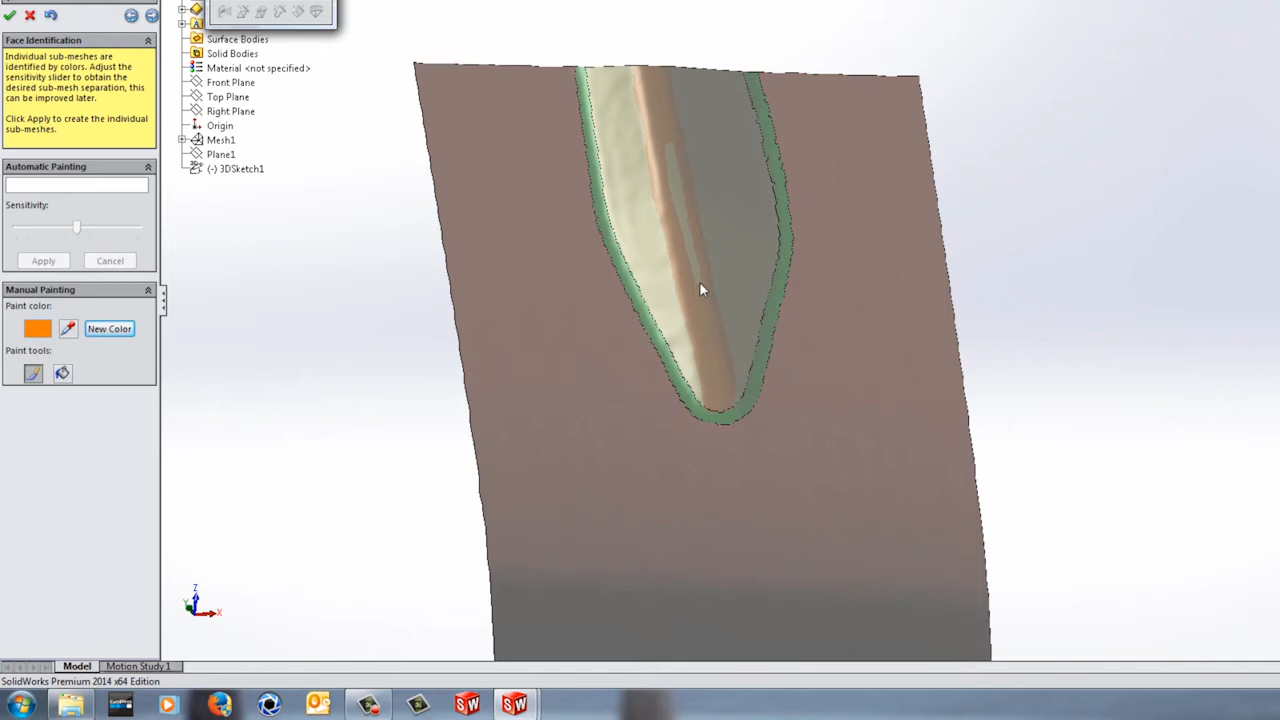 Face Identification
Individual sub-meshes are
identified by colors. Adjust the
sensitivity slider to obtain the
desired sub-mesh separation, this
can be improved later.
Click Apply to create the individual
sub-meshes.
Automatic Painting
Sensitivity:
Apply Cancel
Manual Painting
Paint color:
New Color
Paint tools:
A
Surface Bodies
Solid Bodies
Material <not specified>
Front Plane
Top Plane
Right Plane
Origin
Mesh1
Plane1
(-) 3DSketch1
Z
Y
X
Model Motion Study 1
SolidWorks Premium 2014 x64 Edition
GoPro
SW
SW